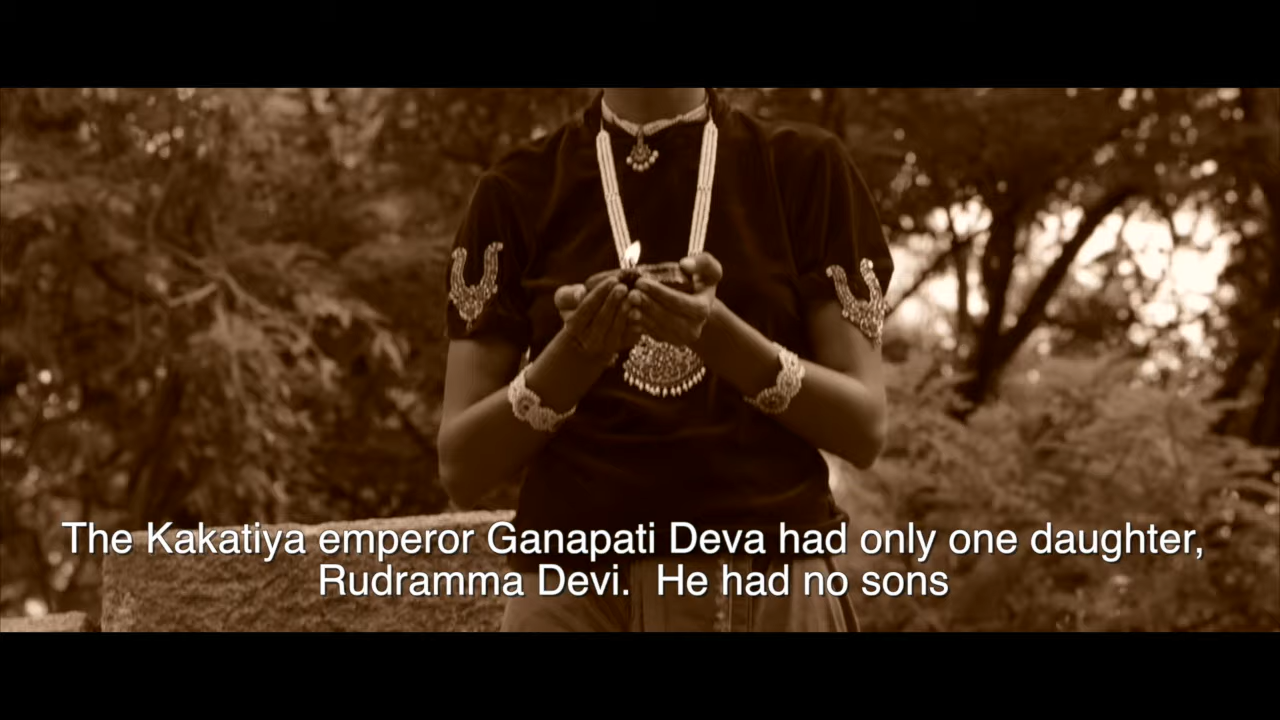 The Kakatiya emperor Ganapati Deva had only one daughter,
Rudramma Devi.  He had no sons